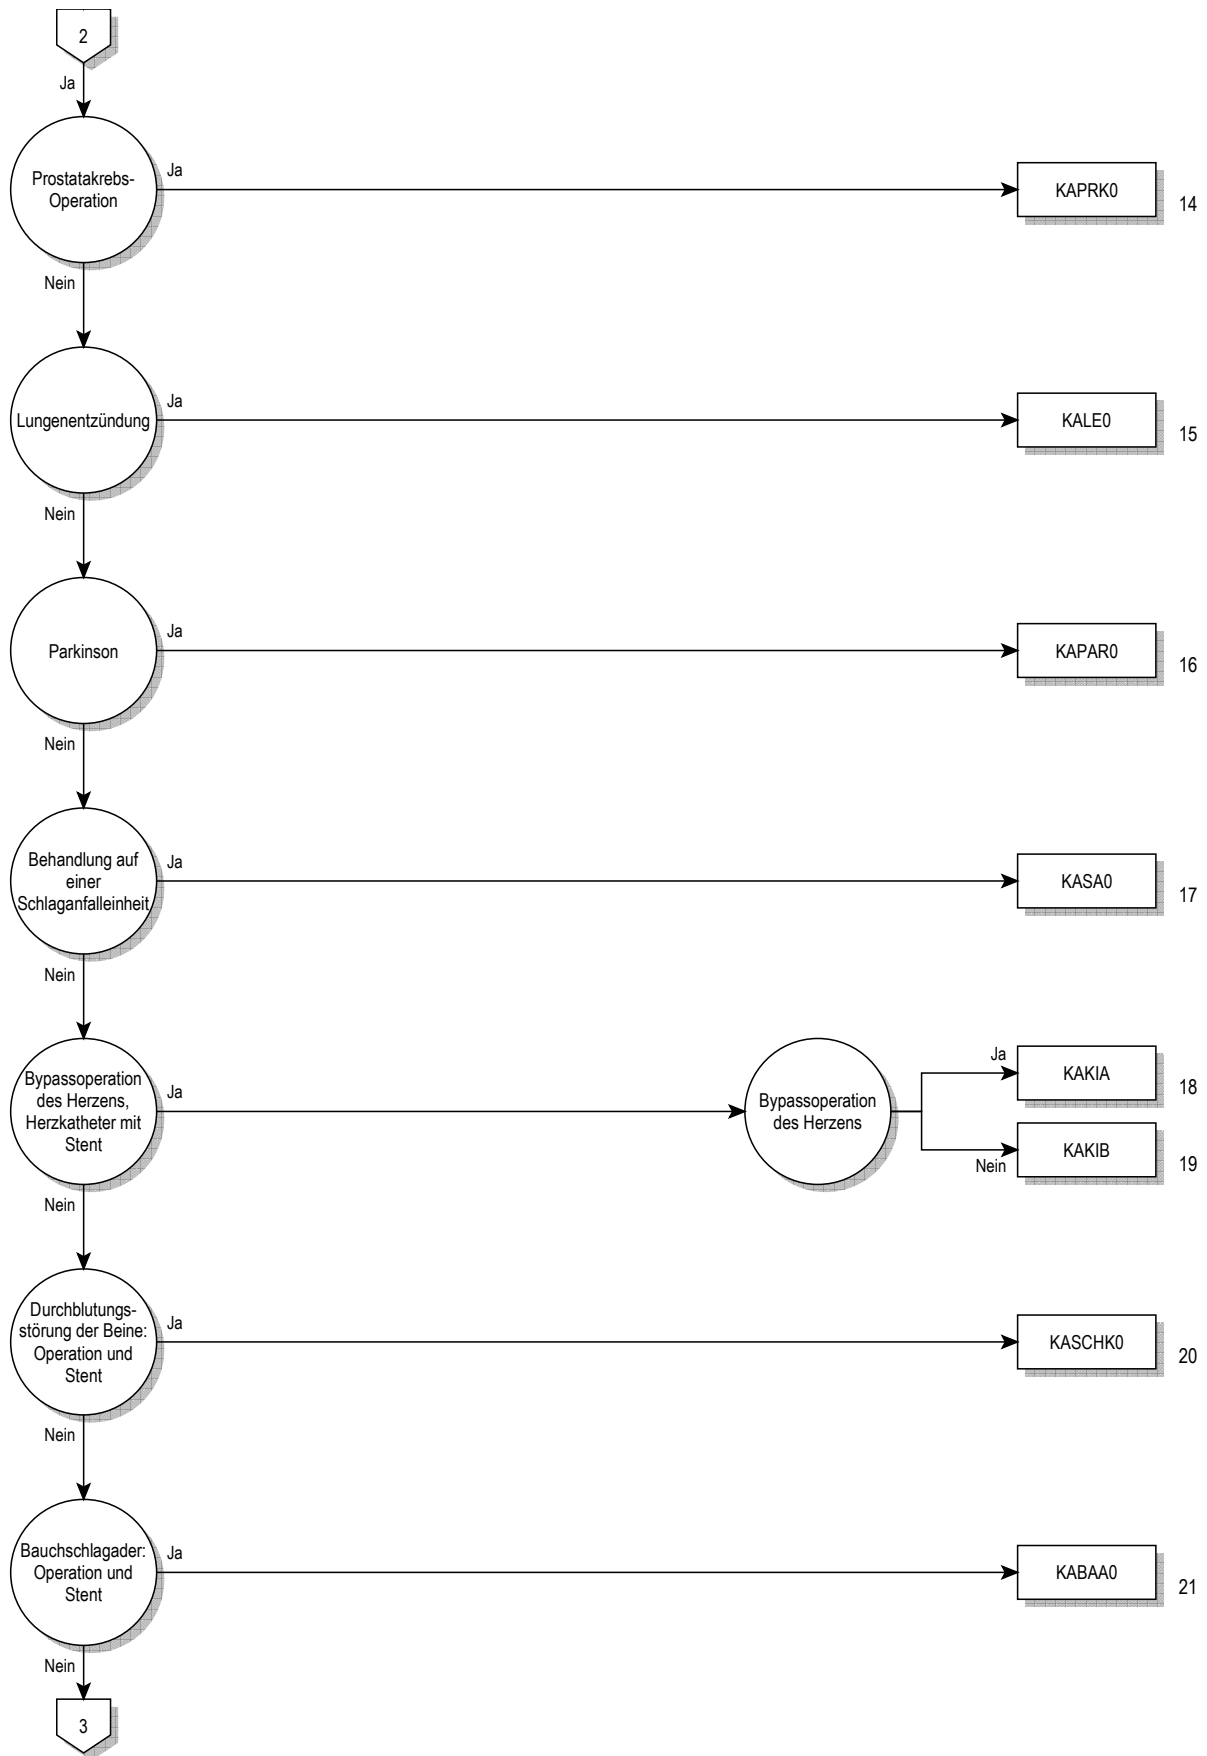 2
Ja
Prostatakrebs-
Operation
Ja
KAPRK0
14
Nein
Lungenentzündung
Ja
KALE0
15
Nein
Parkinson
Ja
KAPAR0
16
Nein
Behandlung auf
einer
Schlaganfalleinheit
Ja
KASA0
17
Nein
Bypassoperation
des Herzens,
Herzkatheter mit
Stent
Ja
Bypassoperation
des Herzens
Ja
KAKIA
18
Nein
KAKIB
19
Nein
Durchblutungs-
störung der Beine:
Operation und
Stent
Ja
KASCHK0
20
Nein
Bauchschlagader:
Operation und
Stent
Ja
KABAA0
21
Nein
3